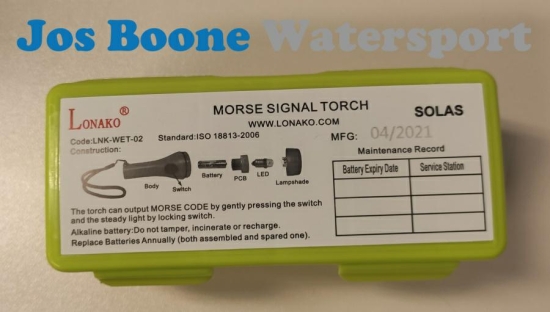 Jos Boone Watersport
LONAKO®
MORSE SIGNAL TORCH
WWW.LONAKO.COM
SOLAS
Code:LNK-WET-02
Standard:ISO 18813-2006
MFG: 04/2021
Construction:
Maintenance Record
Battery Expiry Date
Service Station
Body
Switch
Battery
PCB
LED
Lampshade
The torch can output MORSE CODE by gently pressing the switch
and the steady light by locking switch.
Alkaline battery:Do not tamper, incinerate or recharge.
Replace Batteries Annually (both assembled and spared one).